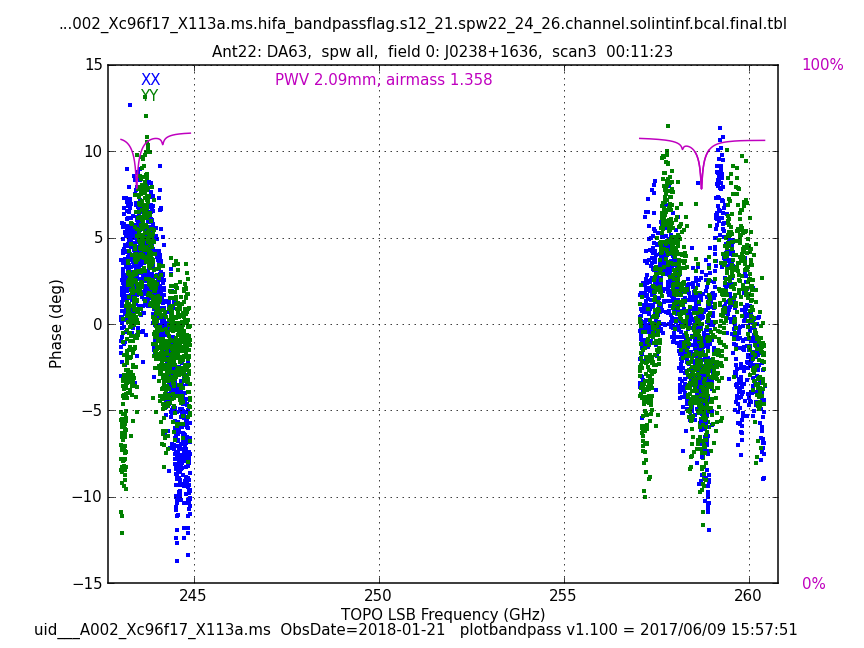 ...002_Xc96f17_X113a.ms.hifa_bandpassflag.s12_21.spw22_24_26.channel.solintinf.bcal.final.tbl
Ant22: DA63,  spw all,  field 0: J0238+1636,  scan3  00:11:23
XX
YY
PWV 2.09mm, airmass 1.358
100%
0%
15
10
5
0
−5
−10
−15
Phase (deg)
245
250
255
260
TOPO LSB Frequency (GHz)
uid___A002_Xc96f17_X113a.ms  ObsDate=2018-01-21   plotbandpass v1.100 = 2017/06/09 15:57:51